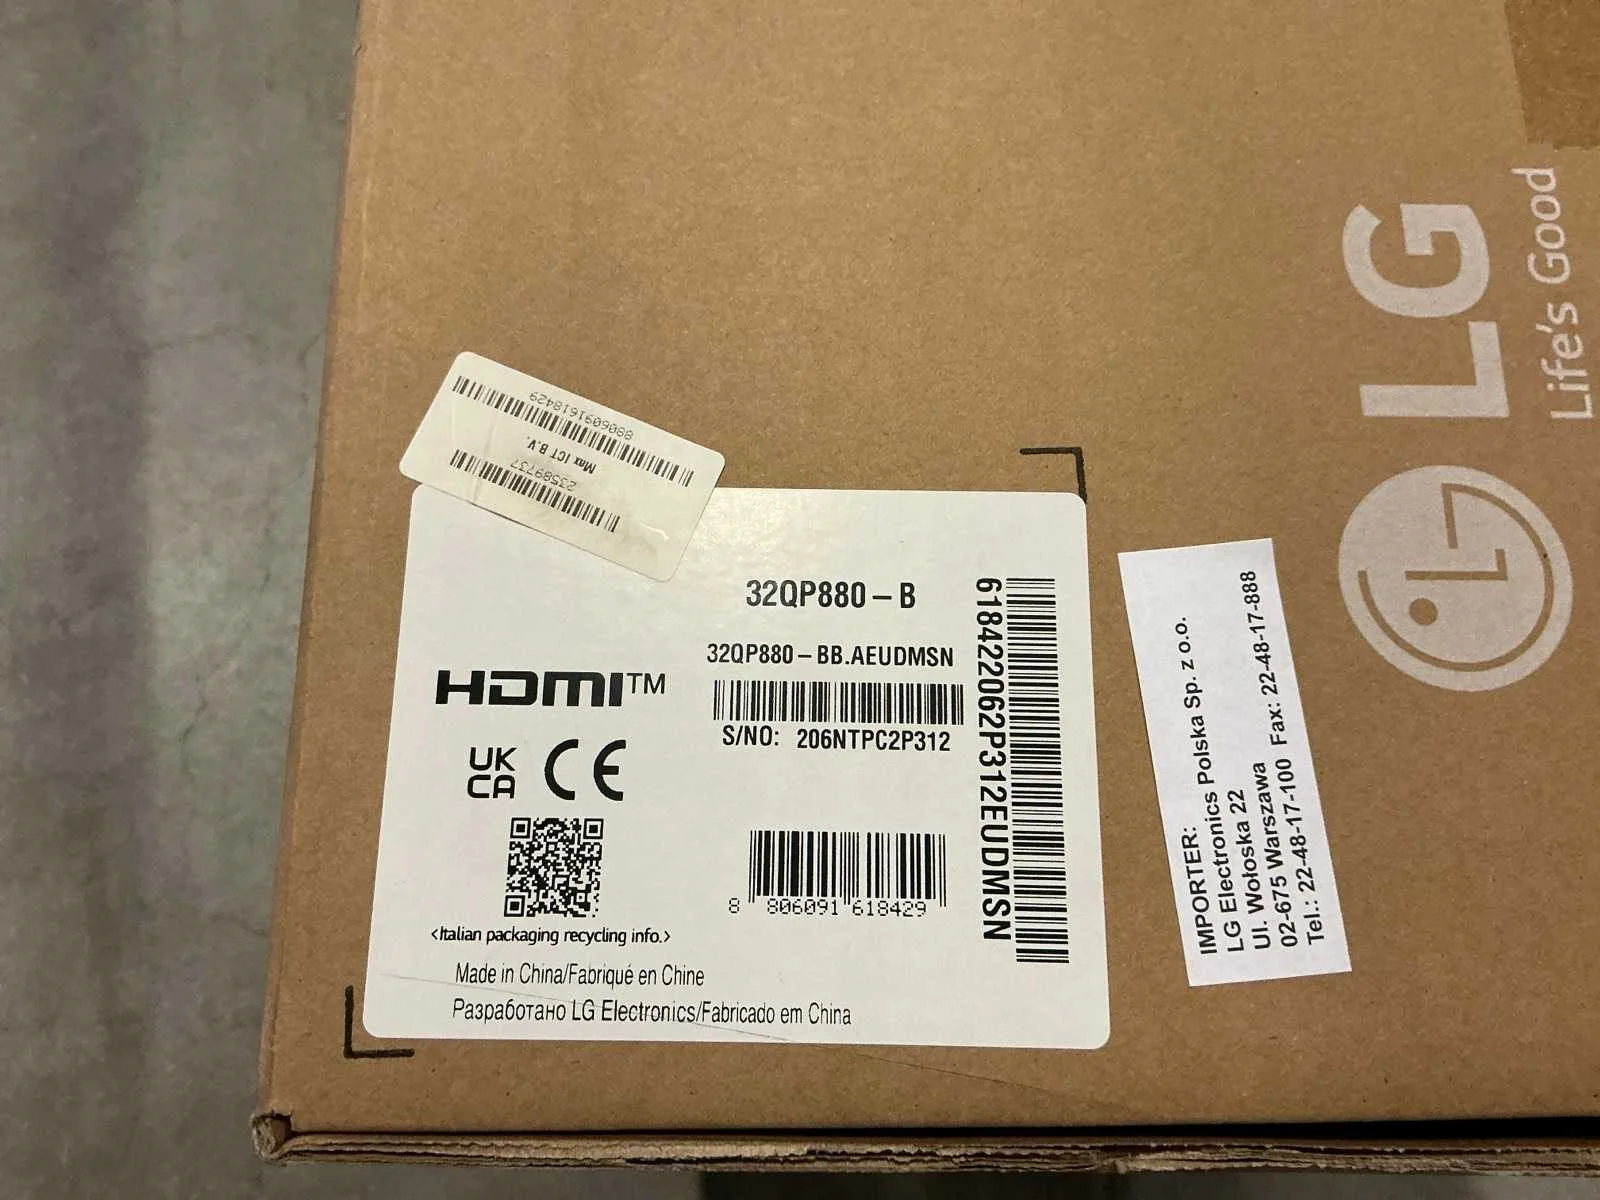 LG
Life's Good
8806091618429
Max ICT B.V.
23589737
32QP880-B
32QP880-BB.AEUDMSN
HDMI™
S/NO: 206NTPC2P312
UK
CA
CE
618422062P312EUDMSN
8 806091 618429
<Italian packaging recycling info.>
Made in China/Fabriqué en Chine
Разработано LG Electronics/Fabricado em China
IMPORTER:
LG Electronics Polska Sp. z o.o.
Ul. Wołoska 22
02-675 Warszawa
Tel.: 22-48-17-100 Fax: 22-48-17-888